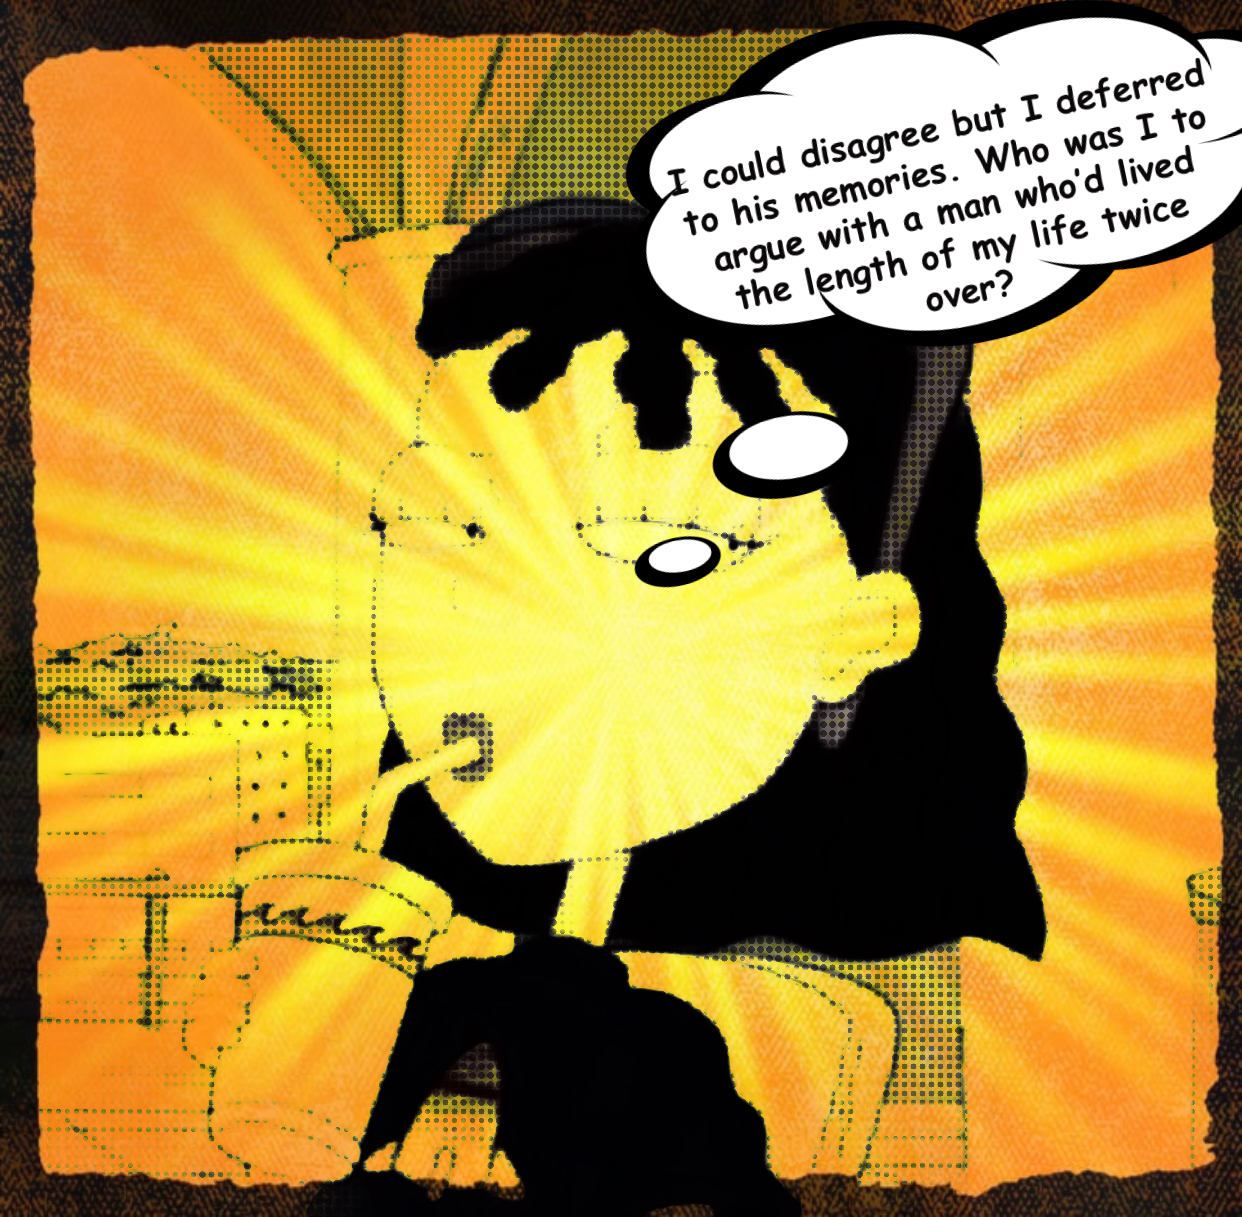 I could disagree but I deferred
to his memories. Who was I to
argue with a man who'd lived
the length of my life twice
over?